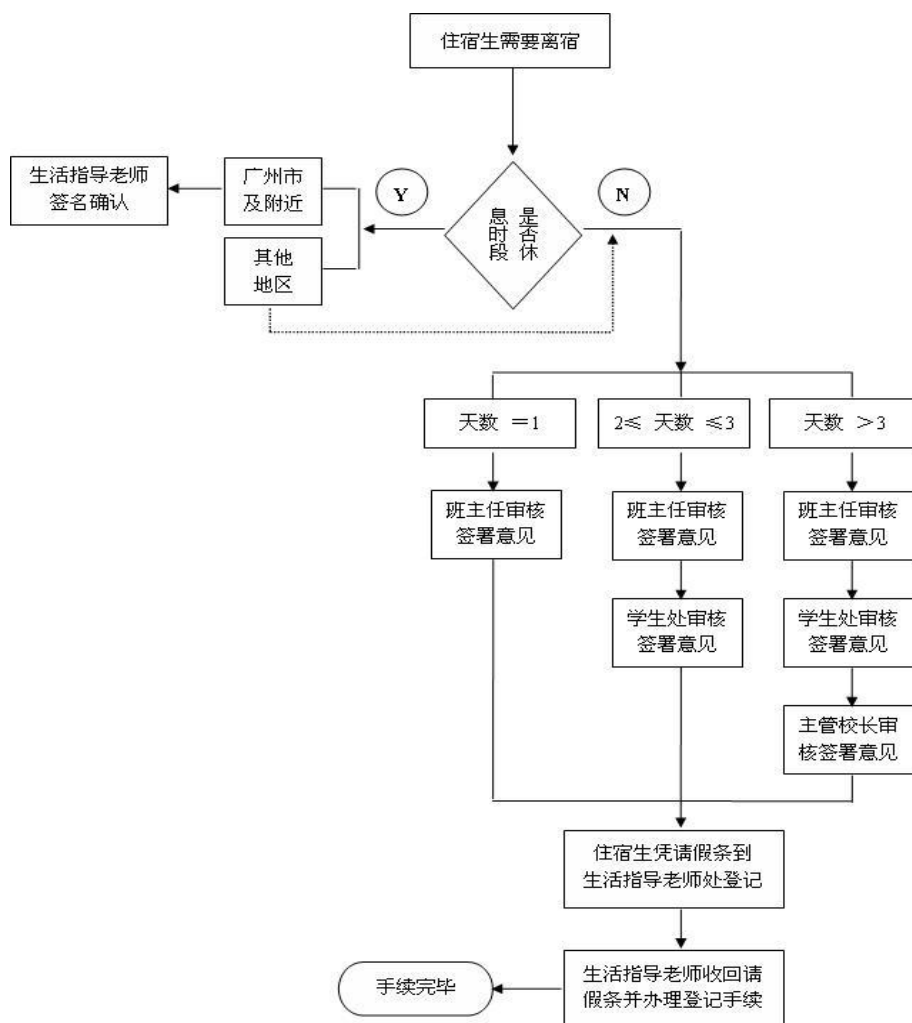 住宿生需要离宿
生活指导老师
签名确认
广州市
及附近
Y
是否休
息时段
N
其他
地区
天数 ＝1
2≤ 天数 ≤3
天数 ＞3
班主任审核
签署意见
班主任审核
签署意见
班主任审核
签署意见
学生处审核
签署意见
学生处审核
签署意见
主管校长审
核签署意见
住宿生凭请假条到
生活指导老师处登记
生活指导老师收回请
假条并办理登记手续
手续完毕